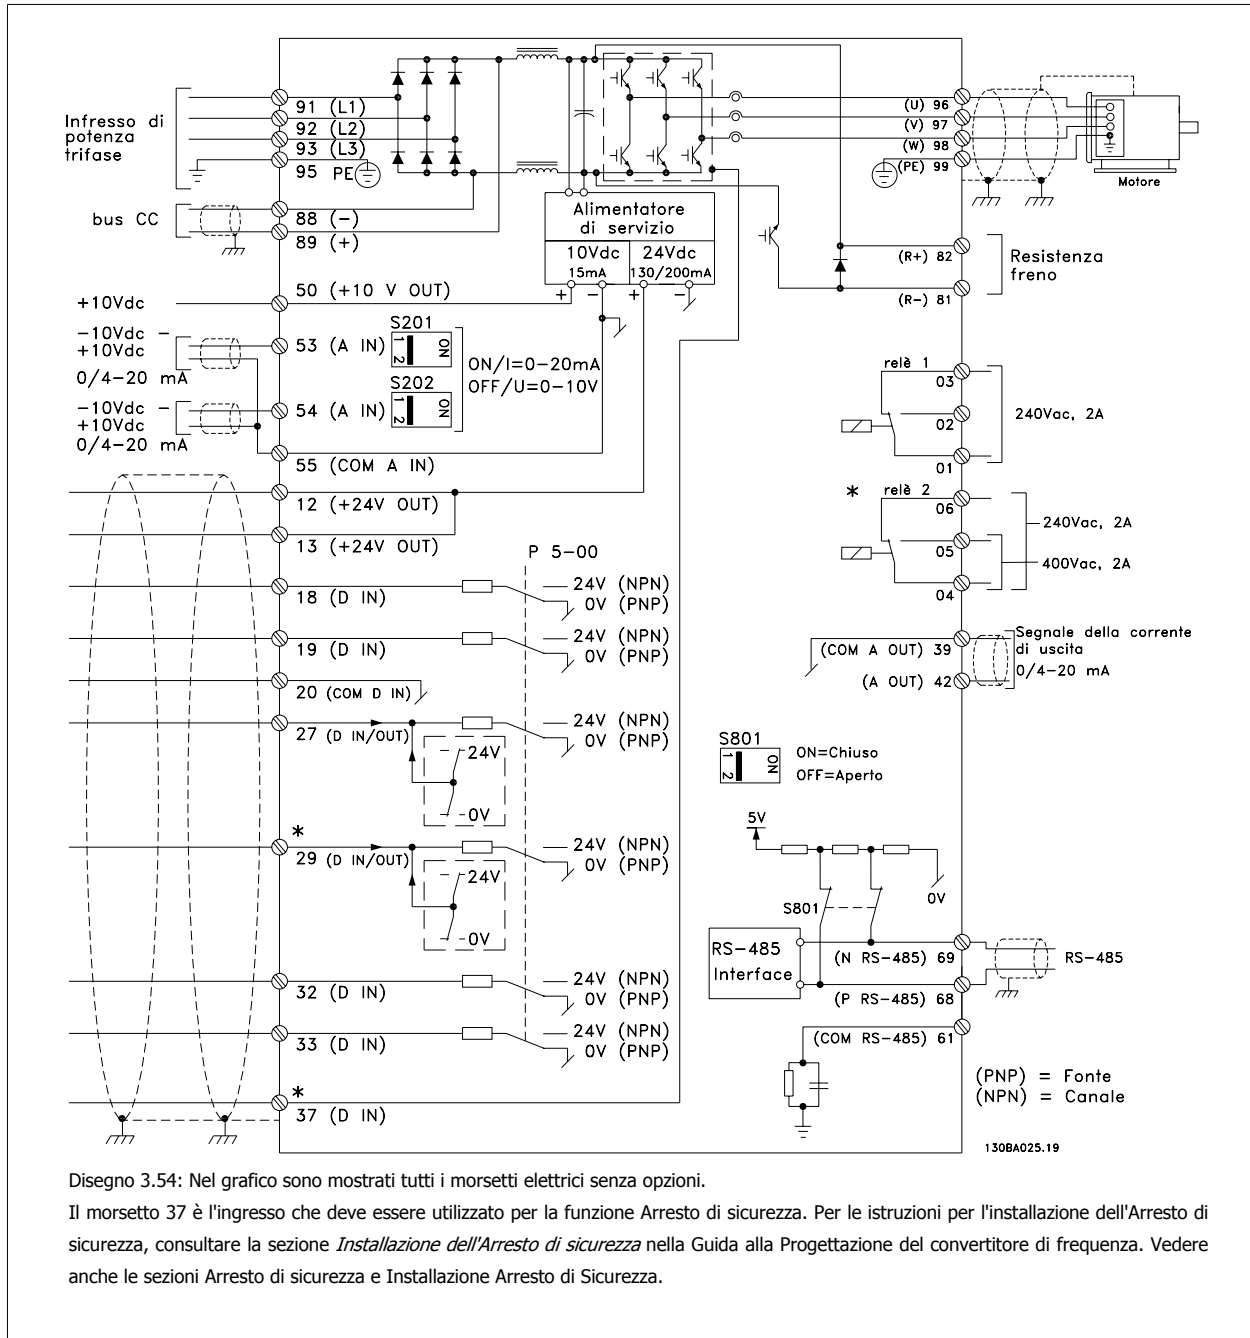 Infresso di
potenza
trifase
91 (L1)
92 (L2)
93 (L3)
95 PE
bus CC
88 (−)
89 (+)
+10Vdc
50 (+10 V OUT)
−10Vdc −
+10Vdc
0/4−20 mA
53 (A IN)
S201
1 2
ON
ON/I=0−20mA
OFF/U=0−10V
−10Vdc −
+10Vdc
0/4−20 mA
54 (A IN)
S202
1 2
ON
55 (COM A IN)
12 (+24V OUT)
13 (+24V OUT)
P 5-00
18 (D IN)
24V (NPN)
0V (PNP)
19 (D IN)
24V (NPN)
0V (PNP)
20 (COM D IN)
27 (D IN/OUT)
24V (NPN)
0V (PNP)
24V
0V
*
29 (D IN/OUT)
24V (NPN)
0V (PNP)
24V
0V
32 (D IN)
24V (NPN)
0V (PNP)
33 (D IN)
24V (NPN)
0V (PNP)
*
37 (D IN)
Alimentatore
di servizio
10Vdc
15mA
24Vdc
130/200mA
+ − + −
(U) 96
(V) 97
(W) 98
(PE) 99
Motore
(R+) 82
(R−) 81
Resistenza
freno
relè 1
03
02
01
240Vac, 2A
*
relè 2
06
05
04
240Vac, 2A
400Vac, 2A
(COM A OUT) 39
(A OUT) 42
Segnale della corrente
di uscita
0/4−20 mA
S801
1 2
ON
ON=Chiuso
OFF=Aperto
5V
S801
0V
RS-485
Interface
(N RS-485) 69
(P RS-485) 68
(COM RS-485) 61
RS-485
(PNP) = Fonte
(NPN) = Canale
130BA025.19
Disegno 3.54: Nel grafico sono mostrati tutti i morsetti elettrici senza opzioni.
Il morsetto 37 è l'ingresso che deve essere utilizzato per la funzione Arresto di sicurezza. Per le istruzioni per l'installazione dell'Arresto di
sicurezza, consultare la sezione Installazione dell'Arresto di sicurezza nella Guida alla Progettazione del convertitore di frequenza. Vedere
anche le sezioni Arresto di sicurezza e Installazione Arresto di Sicurezza.